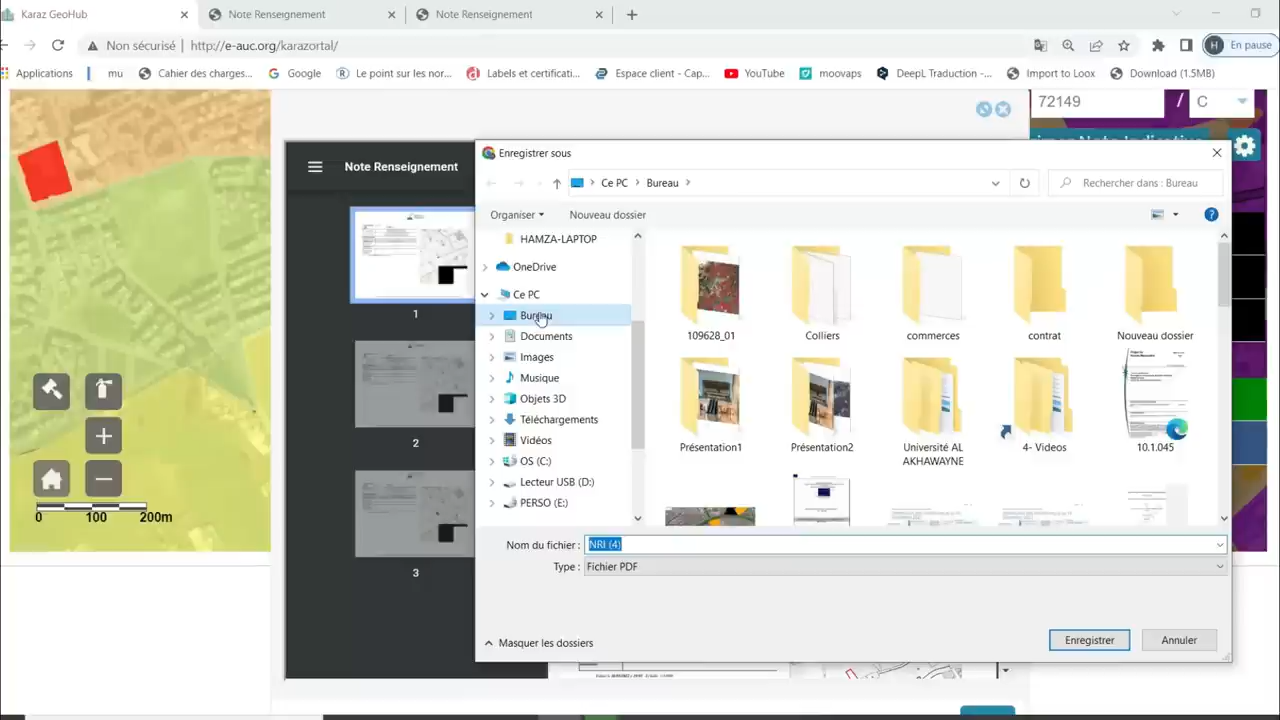 Karaz GeoHub
Note Renseignement
Note Renseignement
Non sécurisé
http://e-auc.org/karazortal/
H En pause
Applications
mu
Cahier des charges...
Google
Le point sur les nor...
Labels et certificati...
Espace client - Cap...
YouTube
moovaps
DeepL Traduction -...
Import to Loox
Download (1.5MB)
72149 / C
Note Renseignement
1
2
3
0 100 200m
Enregistrer sous
Ce PC > Bureau >
Rechercher dans : Bureau
Organiser
Nouveau dossier
HAMZA-LAPTOP
OneDrive
Ce PC
Bureau
Documents
Images
Musique
Objets 3D
Téléchargements
Vidéos
OS (C:)
Lecteur USB (D:)
PERSO (E:)
109628_01
Colliers
commerces
contrat
Nouveau dossier
Présentation1
Présentation2
Université AL
AKHAWAYNE
4- Videos
10.1.045
Nom du fichier : NRI (4)
Type : Fichier PDF
Masquer les dossiers
Enregistrer
Annuler